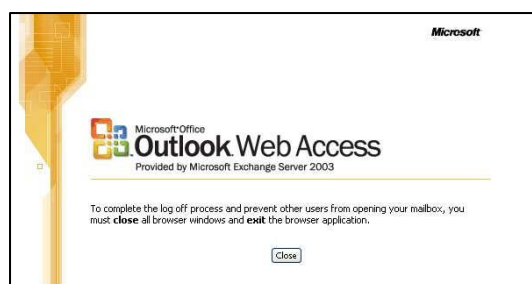 Microsoft
Microsoft Office
Outlook Web Access
Provided by Microsoft Exchange Server 2003
To complete the log off process and prevent other users from opening your mailbox, you
must close all browser windows and exit the browser application.
Close